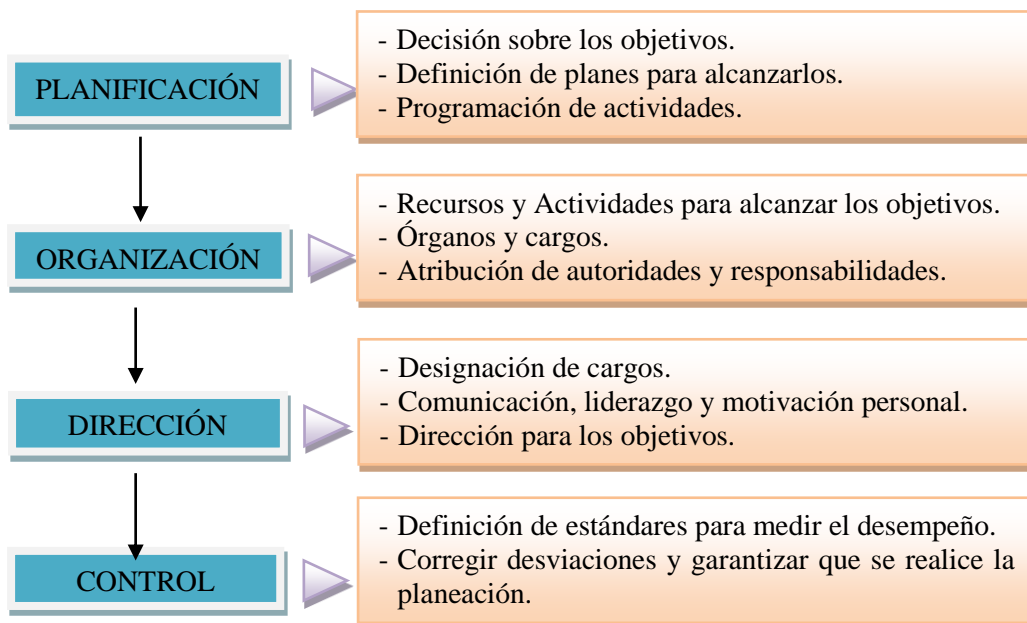 PLANIFICACIÓN
- Decisión sobre los objetivos.
- Definición de planes para alcanzarlos.
- Programación de actividades.
ORGANIZACIÓN
- Recursos y Actividades para alcanzar los objetivos.
- Órganos y cargos.
- Atribución de autoridades y responsabilidades.
DIRECCIÓN
- Designación de cargos.
- Comunicación, liderazgo y motivación personal.
- Dirección para los objetivos.
CONTROL
- Definición de estándares para medir el desempeño.
- Corregir desviaciones y garantizar que se realice la
planeación.